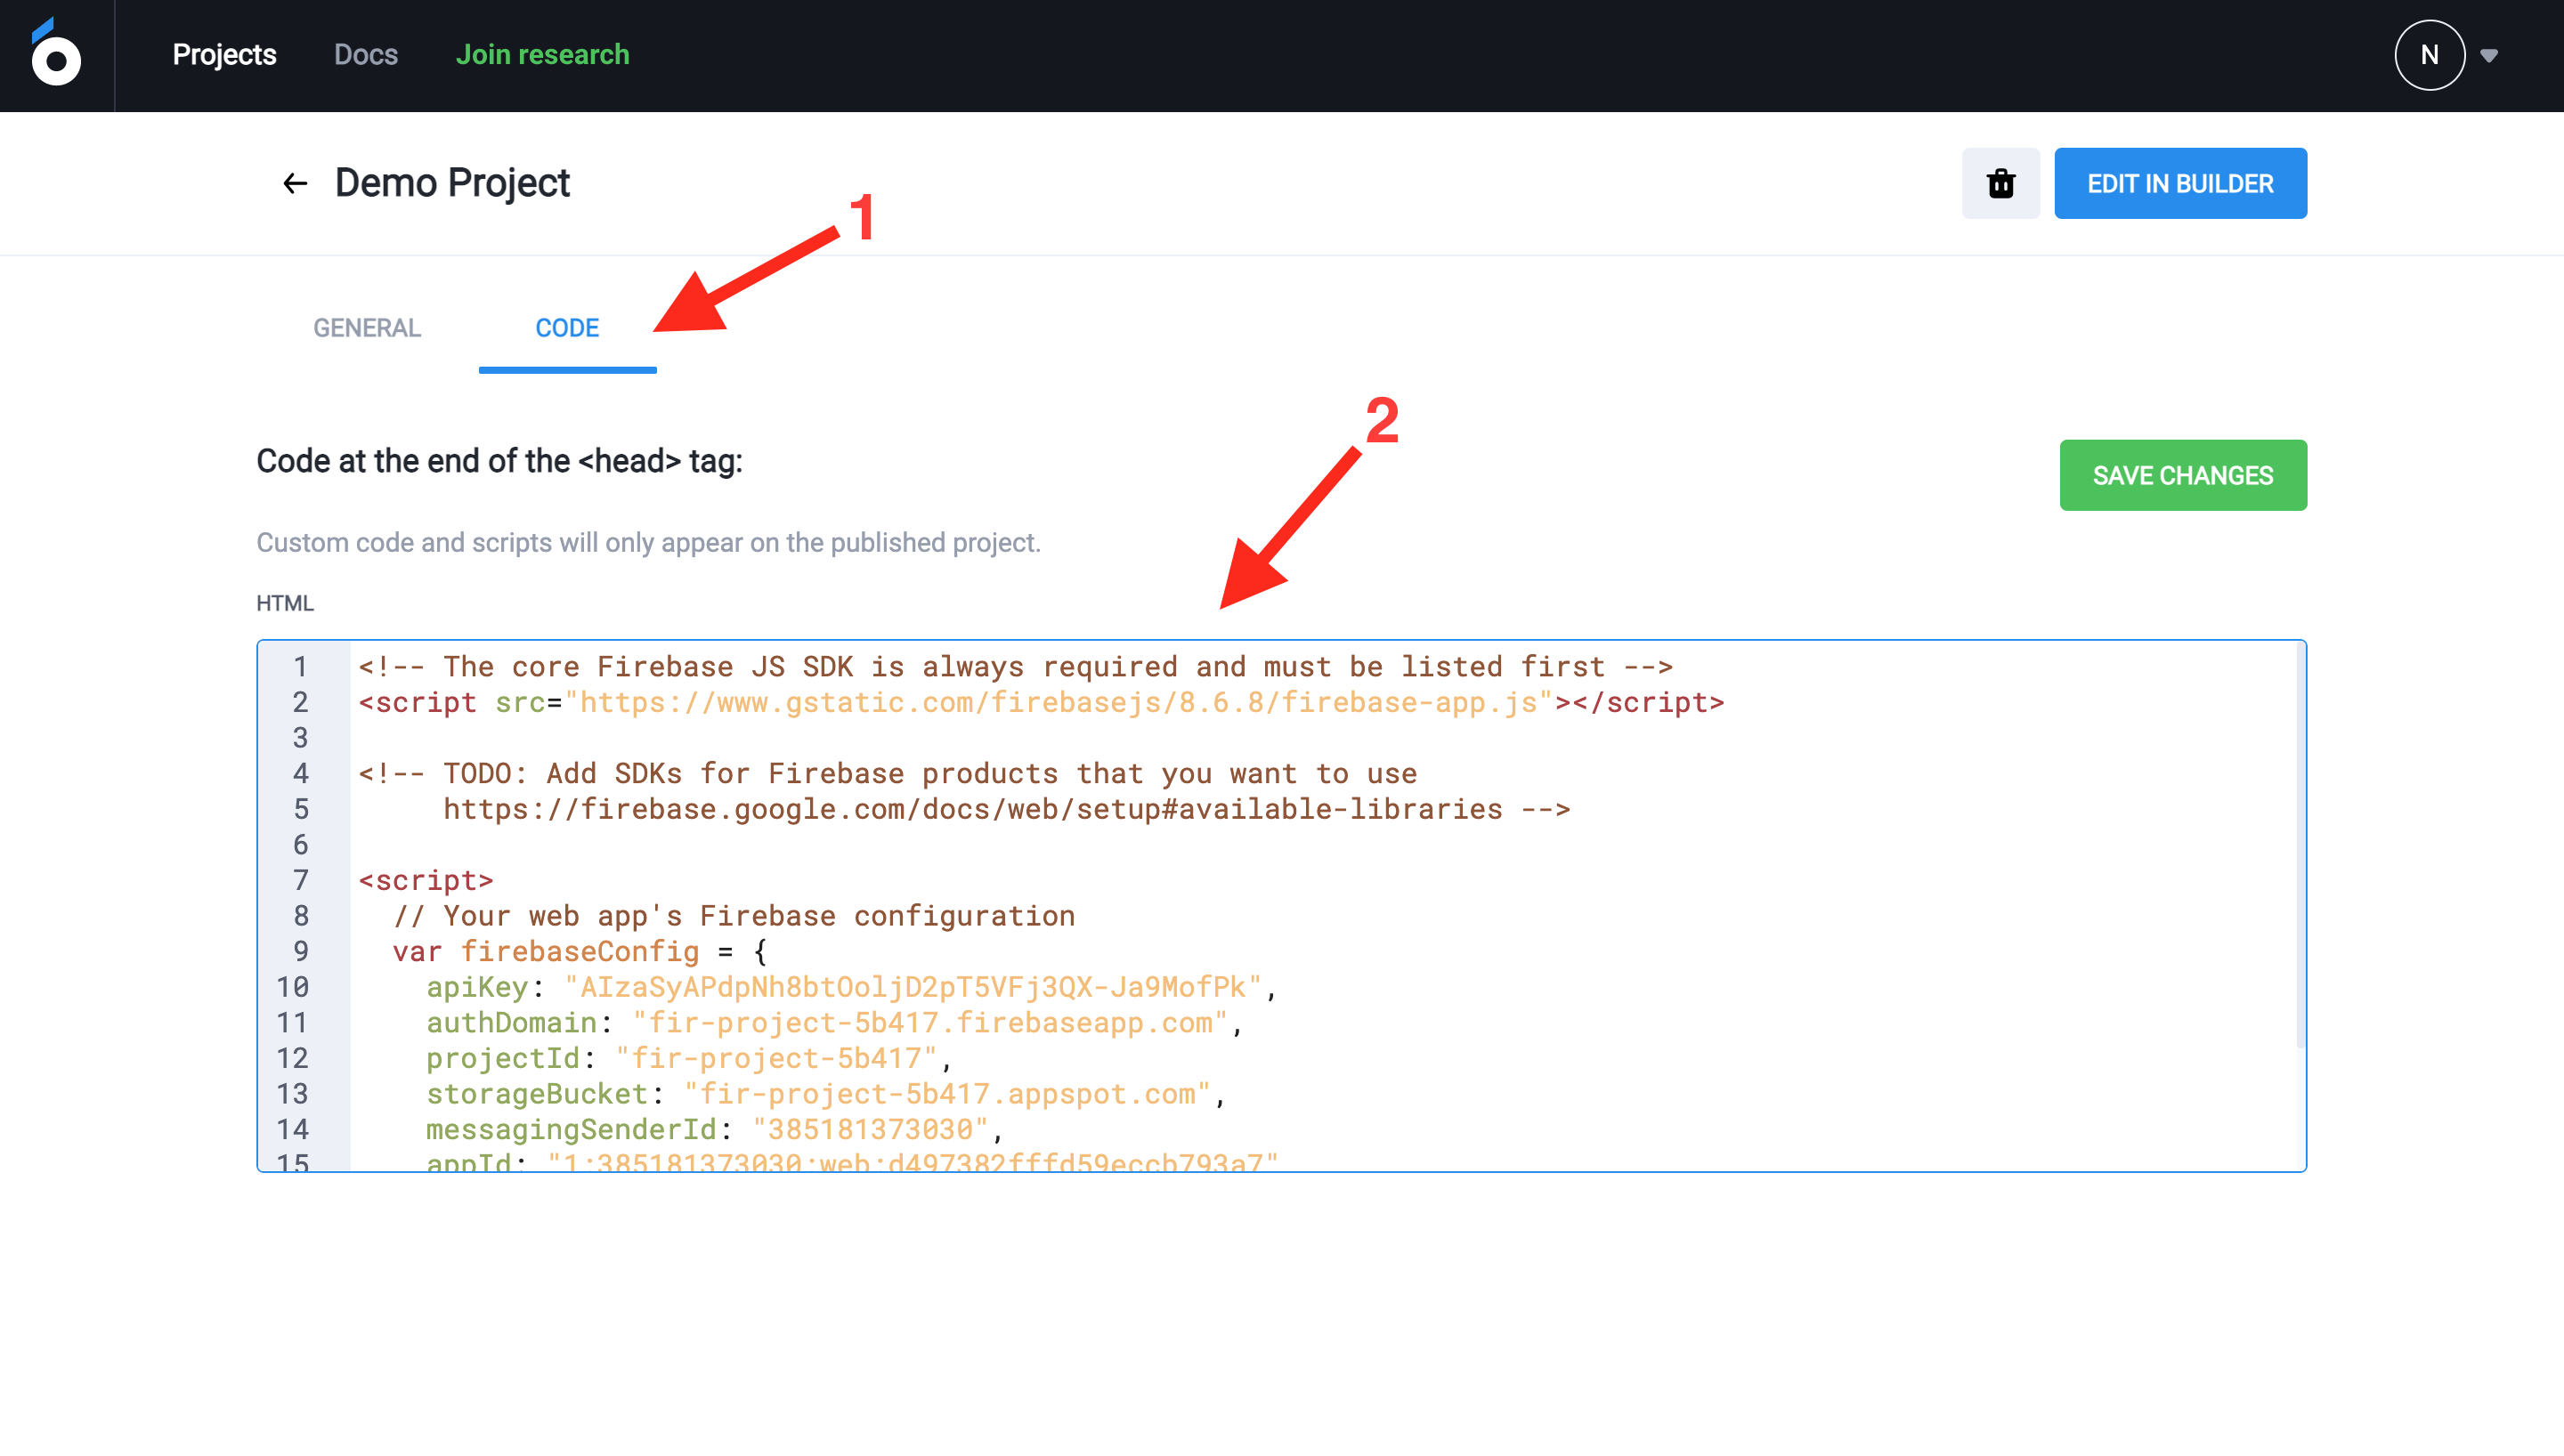 Projects Docs Join research N
Demo Project
EDIT IN BUILDER
1
GENERAL CODE
2
Code at the end of the <head> tag:
SAVE CHANGES
Custom code and scripts will only appear on the published project.
HTML
1 <!-- The core Firebase JS SDK is always required and must be listed first -->
2 <script src="https://www.gstatic.com/firebasejs/8.6.8/firebase-app.js"></script>
3
4 <!-- TODO: Add SDKs for Firebase products that you want to use
5 https://firebase.google.com/docs/web/setup#available-libraries -->
6
7 <script>
8 // Your web app's Firebase configuration
9 var firebaseConfig = {
10 apiKey: "AIzaSyAPdpNh8btOoljD2pT5VFj3QX-Ja9MofPk",
11 authDomain: "fir-project-5b417.firebaseapp.com",
12 projectId: "fir-project-5b417",
13 storageBucket: "fir-project-5b417.appspot.com",
14 messagingSenderId: "385181373030",
15 appId: "1:385181373030:web:d497382fffd59eccb793a7"